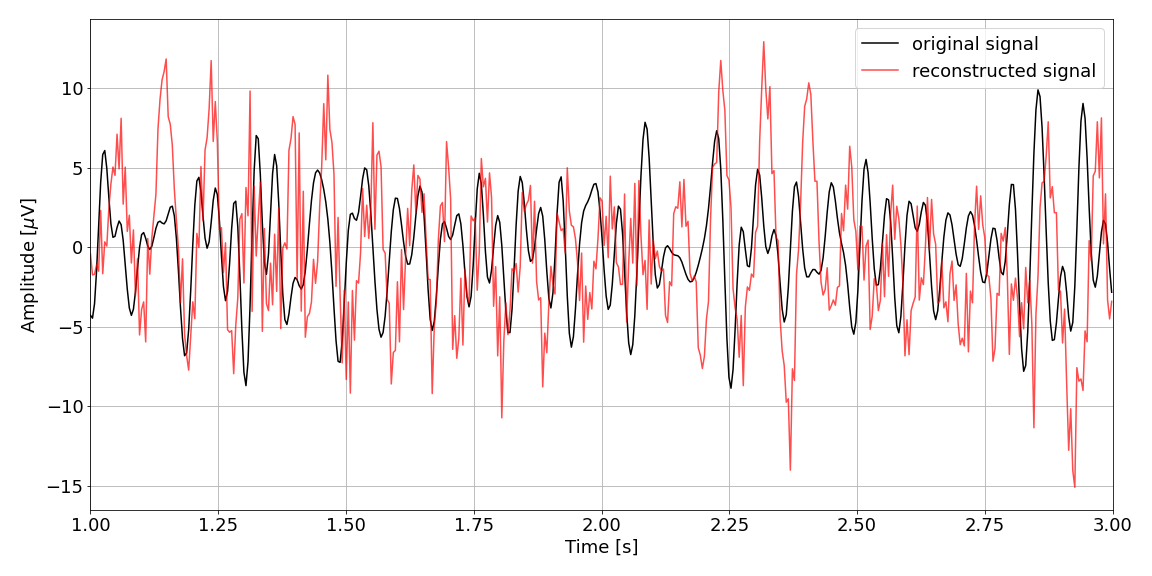 original signal
reconstructed signal
10
5
0
−5
−10
−15
Amplitude [μV]
1.00 1.25 1.50 1.75 2.00 2.25 2.50 2.75 3.00
Time [s]